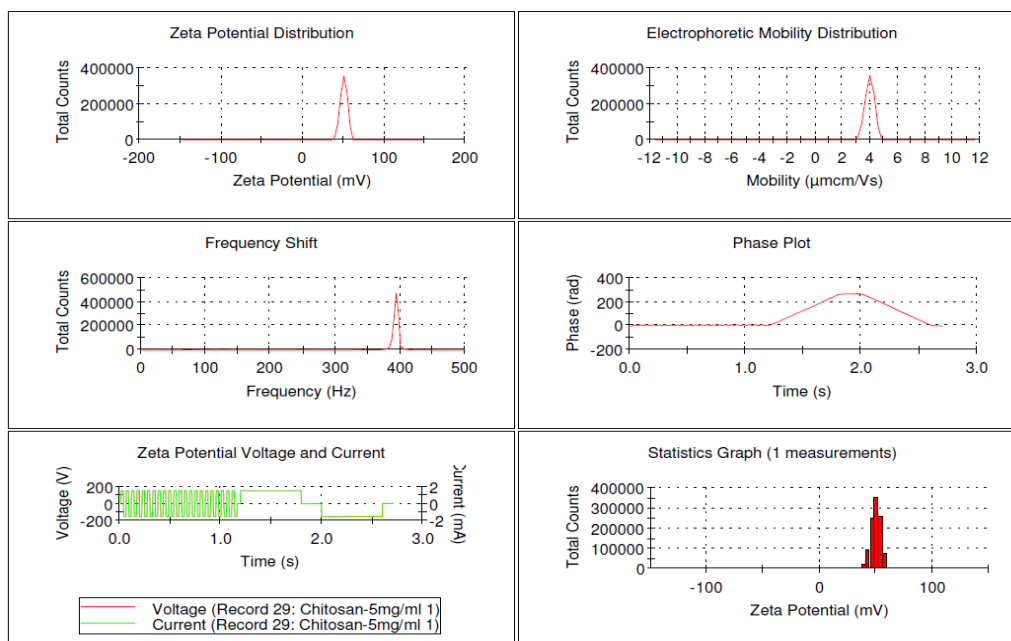 Zeta Potential Distribution
Total Counts
400000
200000
0
-200 -100 0 100 200
Zeta Potential (mV)
Electrophoretic Mobility Distribution
Total Counts
400000
200000
0
-12 -10 -8 -6 -4 -2 0 2 4 6 8 10 12
Mobility (µmcm/Vs)
Frequency Shift
Total Counts
600000
400000
200000
0
0 100 200 300 400 500
Frequency (Hz)
Phase Plot
Phase (rad)
400
200
0
-200
0.0 1.0 2.0 3.0
Time (s)
Zeta Potential Voltage and Current
Voltage (V)
200
0
-200
2
0
-2
Current (mA)
0.0 1.0 2.0 3.0
Time (s)
Voltage (Record 29: Chitosan-5mg/ml 1)
Current (Record 29: Chitosan-5mg/ml 1)
Statistics Graph (1 measurements)
Total Counts
400000
300000
200000
100000
0
-100 0 100
Zeta Potential (mV)